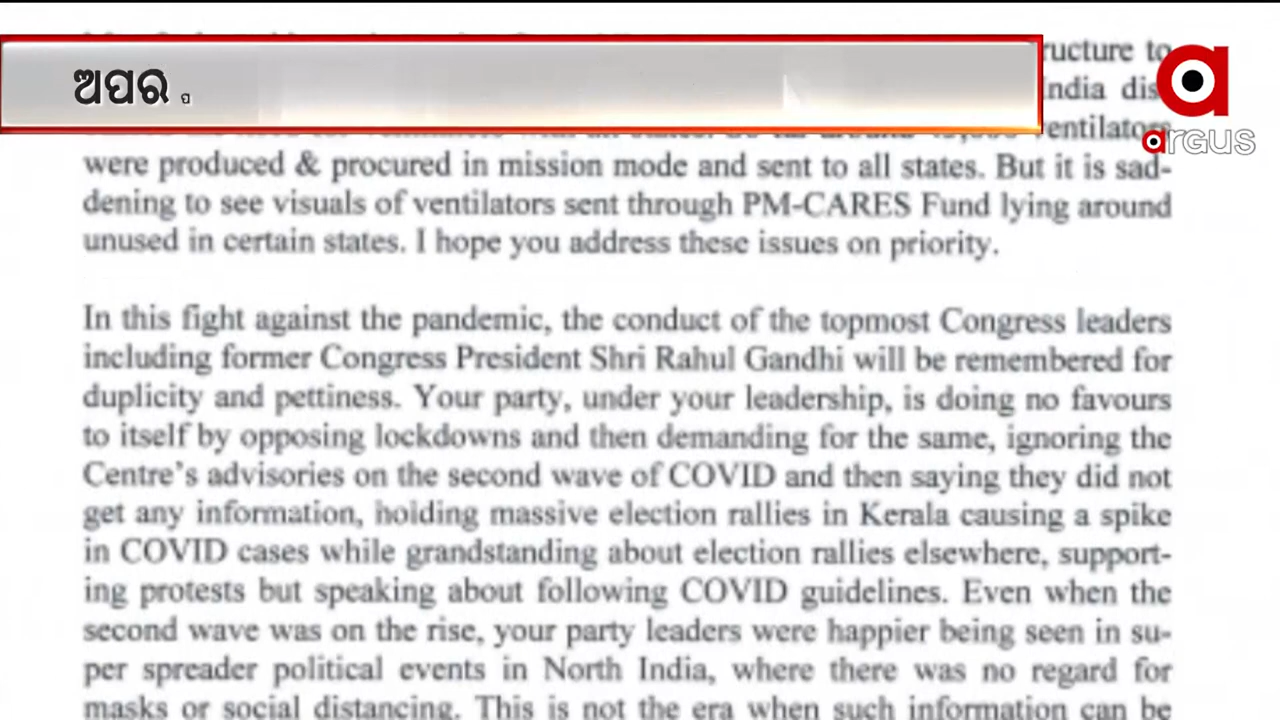 ructure to
ଅପର
ndia dis
entilators
were produced & procured in mission mode and sent to all states. But it is sad-
dening to see visuals of ventilators sent through PM-CARES Fund lying around
unused in certain states. I hope you address these issues on priority.
In this fight against the pandemic, the conduct of the topmost Congress leaders
including former Congress President Shri Rahul Gandhi will be remembered for
duplicity and pettiness. Your party, under your leadership, is doing no favours
to itself by opposing lockdowns and then demanding for the same, ignoring the
Centre's advisories on the second wave of COVID and then saying they did not
get any information, holding massive election rallies in Kerala causing a spike
in COVID cases while grandstanding about election rallies elsewhere, support-
ing protests but speaking about following COVID guidelines. Even when the
second wave was on the rise, your party leaders were happier being seen in su-
per spreader political events in North India, where there was no regard for
masks or social distancing. This is not the era when such information can be
argus